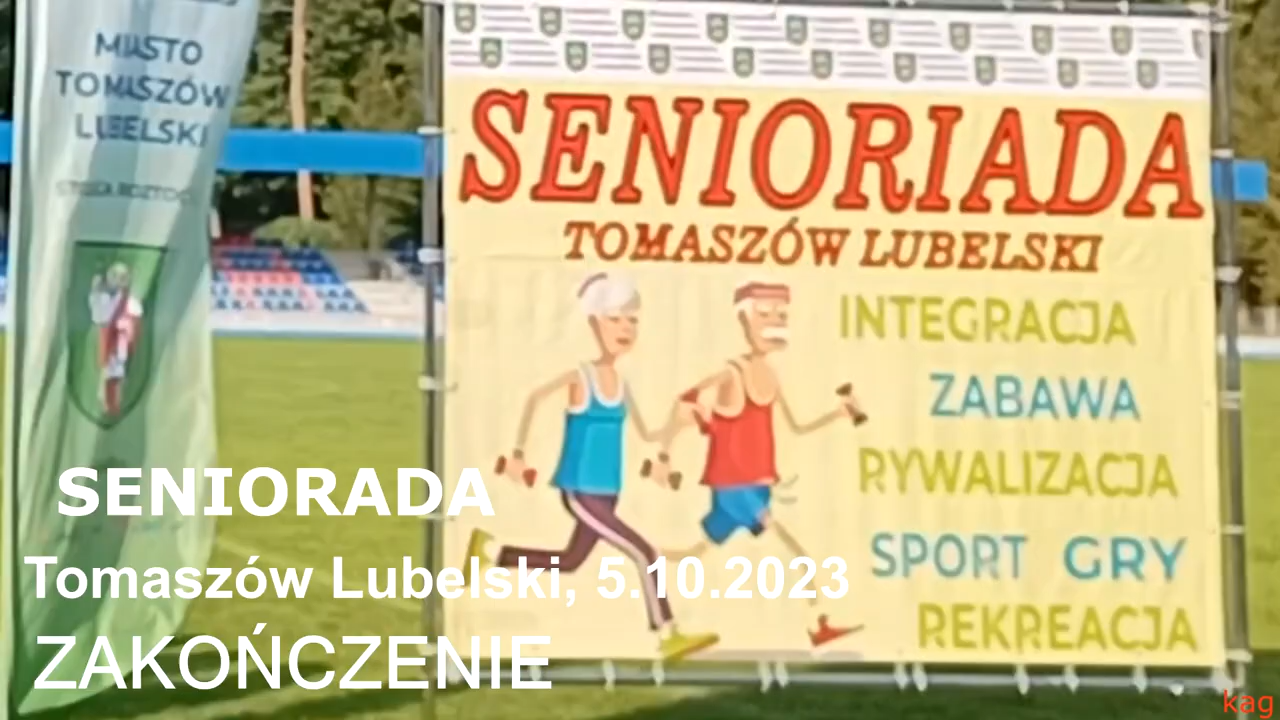 MIASTO
TOMASZÓW
LUBELSKI
SENIORIADA
TOMASZÓW LUBELSKI
INTEGRACJA
ZABAWA
RYWALIZACJA
SPORT GRY
REKREACJA
SENIORADA
Tomaszów Lubelski, 5.10.2023
ZAKOŃCZENIE
kag